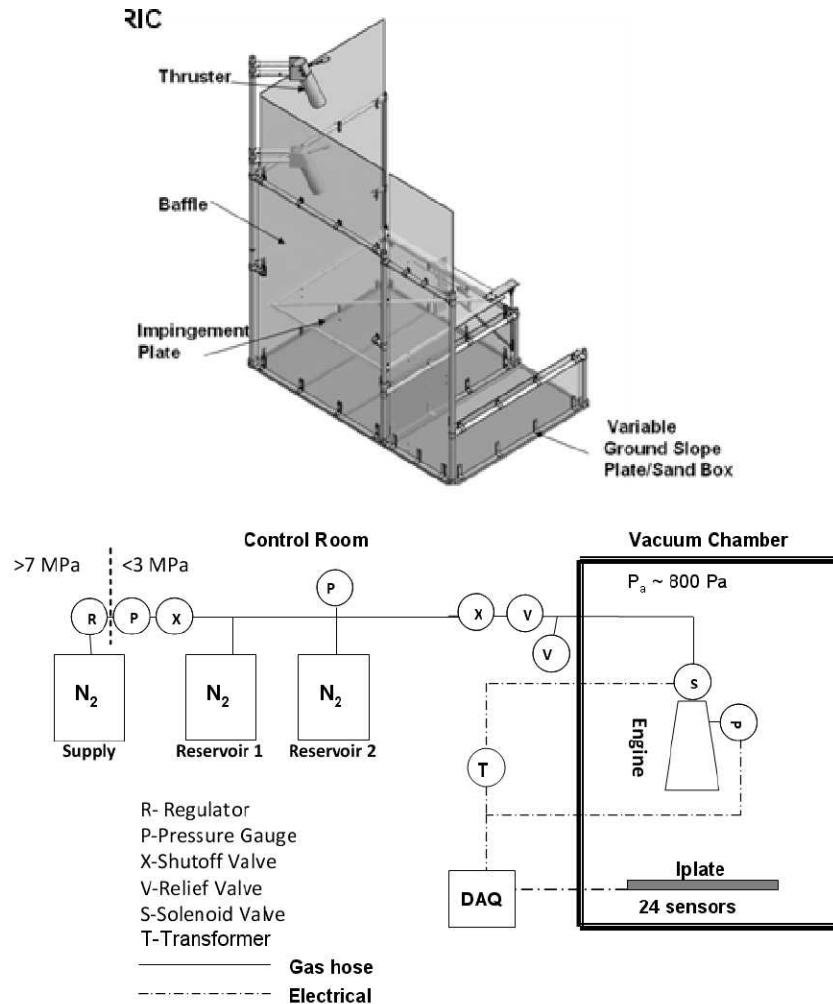 RIC
Thruster
Baffle
Impingement
Plate
Variable
Ground Slope
Plate/Sand Box
Control Room
Vacuum Chamber
>7 MPa
<3 MPa
Pa ~ 800 Pa
P
R
P
X
X
V
V
N2
N2
N2
S
P
Engine
Supply
Reservoir 1
Reservoir 2
T
R- Regulator
P-Pressure Gauge
X-Shutoff Valve
V-Relief Valve
S-Solenoid Valve
T-Transformer
DAQ
Iplate
24 sensors
Gas hose
Electrical